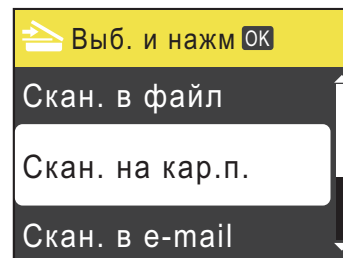 Выб. и нажм OK
Скан. в файл
Скан. на кар.п.
Скан. в e-mail